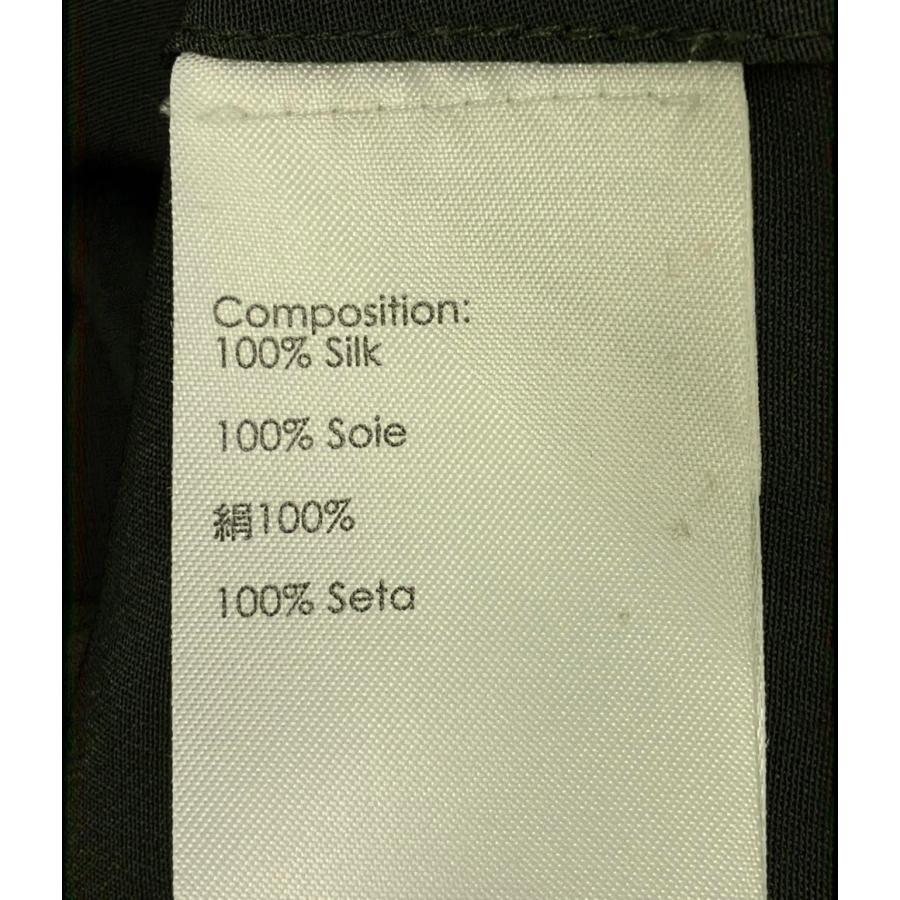 Composition:
100% Silk
100% Soie
絹100%
100% Seta